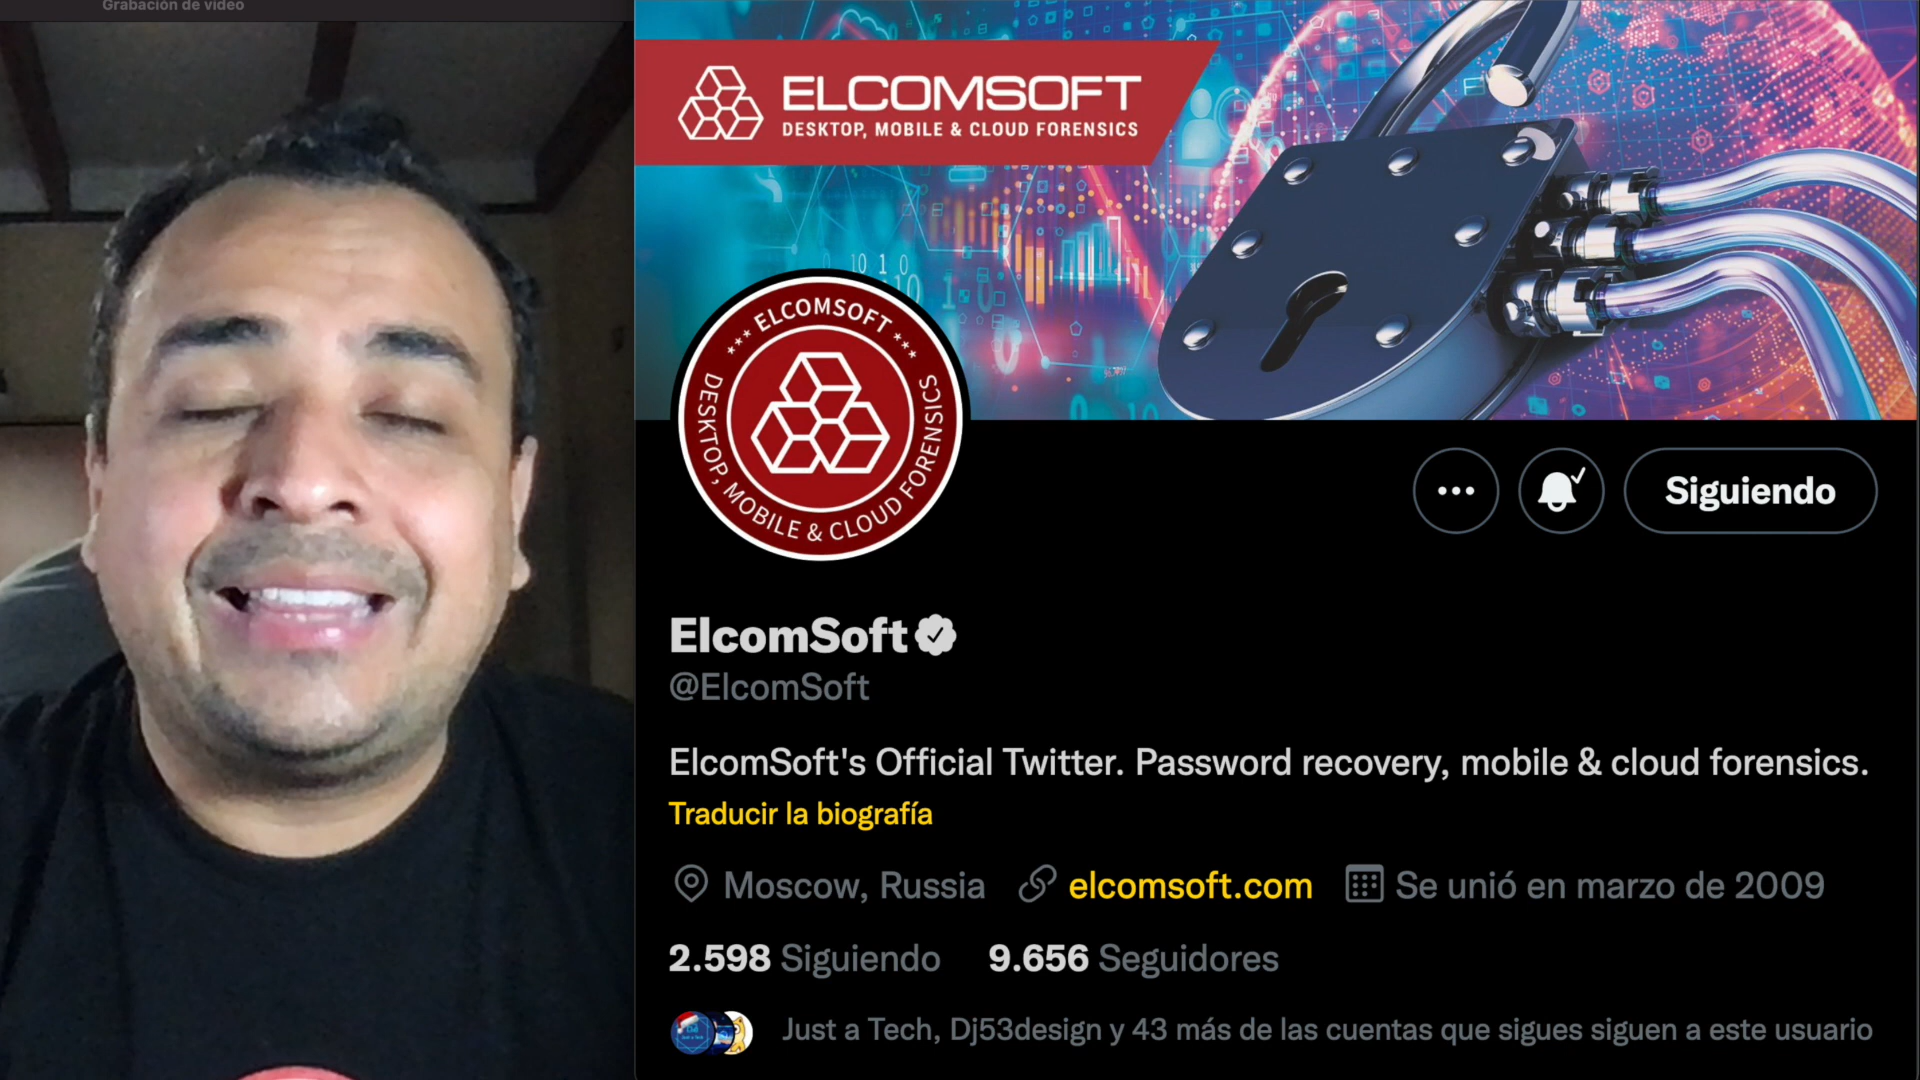 Grabación de vídeo
ELCOMSOFT
DESKTOP, MOBILE & CLOUD FORENSICS
ELCOMSOFT
DESKTOP, MOBILE & CLOUD FORENSICS
Siguiendo
ElcomSoft
@ElcomSoft
ElcomSoft's Official Twitter. Password recovery, mobile & cloud forensics.
Traducir la biografía
Moscow, Russia elcomsoft.com Se unió en marzo de 2009
2.598 Siguiendo 9.656 Seguidores
Just a Tech, Dj53design y 43 más de las cuentas que sigues siguen a este usuario